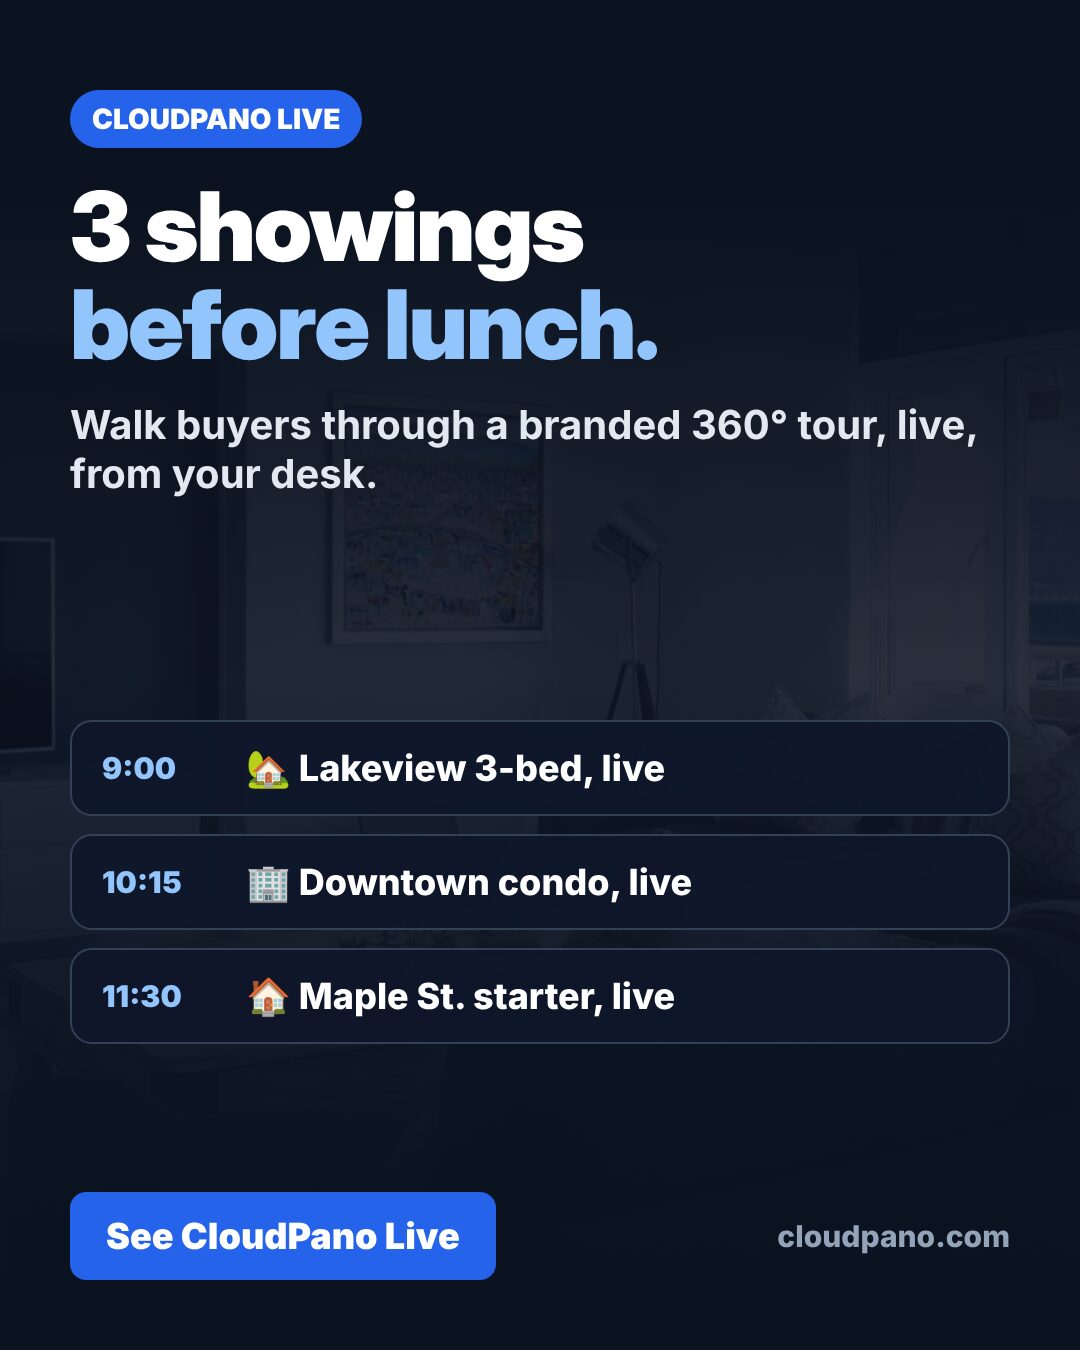 CLOUDPANO LIVE
3 showings
before lunch.
Walk buyers through a branded 360° tour, live,
from your desk.
9:00 🏡 Lakeview 3-bed, live
10:15 🏢 Downtown condo, live
11:30 🏠 Maple St. starter, live
See CloudPano Live
cloudpano.com